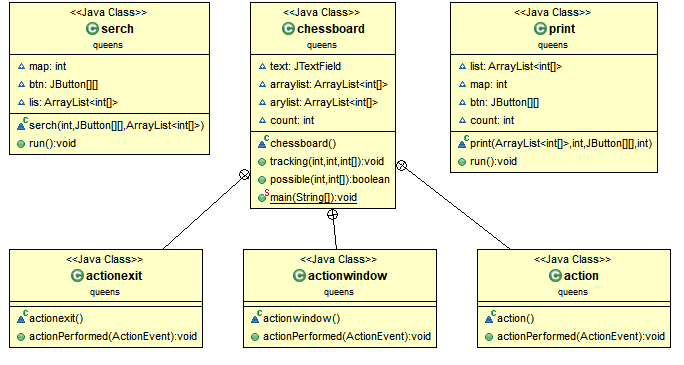 <<Java Class>>
serch
queens
map: int
btn: JButton[][]
lis: ArrayList<int[]>
serch(int,JButton[][],ArrayList<int[]>)
run():void
<<Java Class>>
chessboard
queens
text: JTextField
arraylist: ArrayList<int[]>
arylist: ArrayList<int[]>
count: int
chessboard()
tracking(int,int,int[]):void
possible(int,int[]):boolean
main(String[]):void
<<Java Class>>
print
queens
list: ArrayList<int[]>
map: int
btn: JButton[][]
count: int
print(ArrayList<int[]>,int,JButton[][],int)
run():void
<<Java Class>>
actionexit
queens
actionexit()
actionPerformed(ActionEvent):void
<<Java Class>>
actionwindow
queens
actionwindow()
actionPerformed(ActionEvent):void
<<Java Class>>
action
queens
action()
actionPerformed(ActionEvent):void